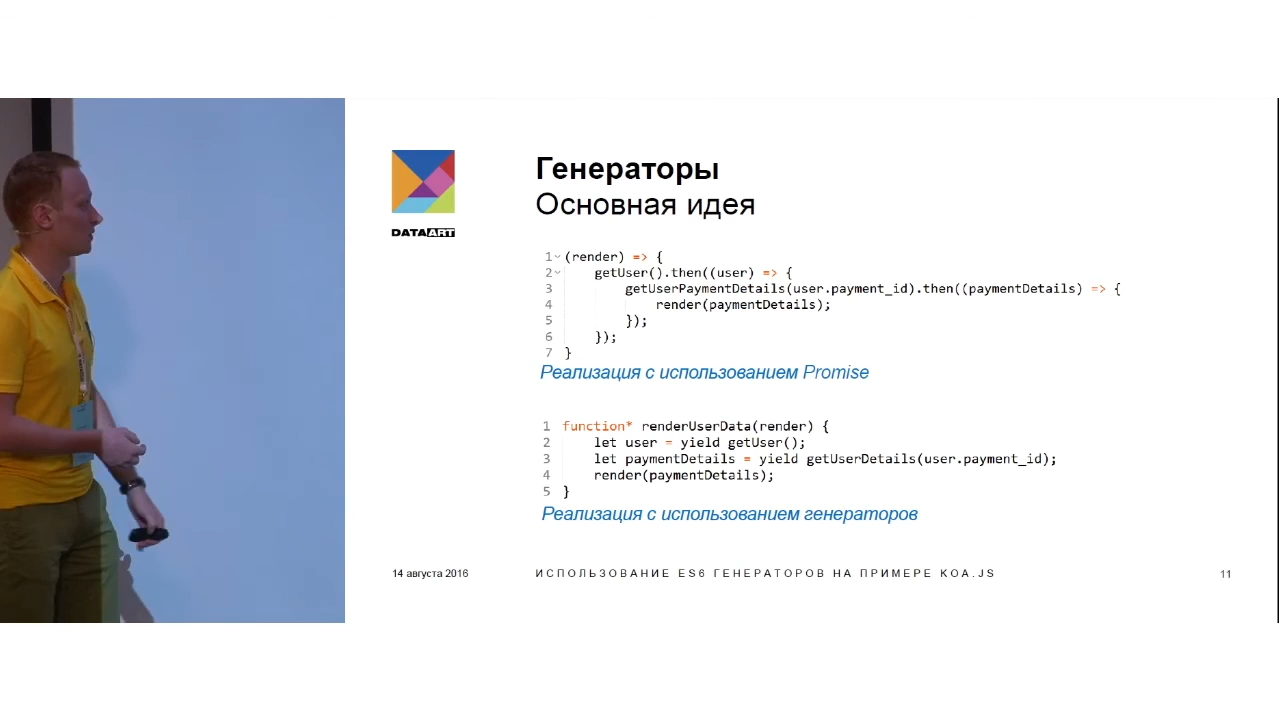 Генераторы
Основная идея
DATAART
1 (render) => {
2     getUser().then((user) => {
3         getUserPaymentDetails(user.payment_id).then((paymentDetails) => {
4             render(paymentDetails);
5         });
6     });
7 }
Реализация с использованием Promise
1 function* renderUserData(render) {
2     let user = yield getUser();
3     let paymentDetails = yield getUserDetails(user.payment_id);
4     render(paymentDetails);
5 }
Реализация с использованием генераторов
14 августа 2016
ИСПОЛЬЗОВАНИЕ ES6 ГЕНЕРАТОРОВ НА ПРИМЕРЕ KOA.JS
11